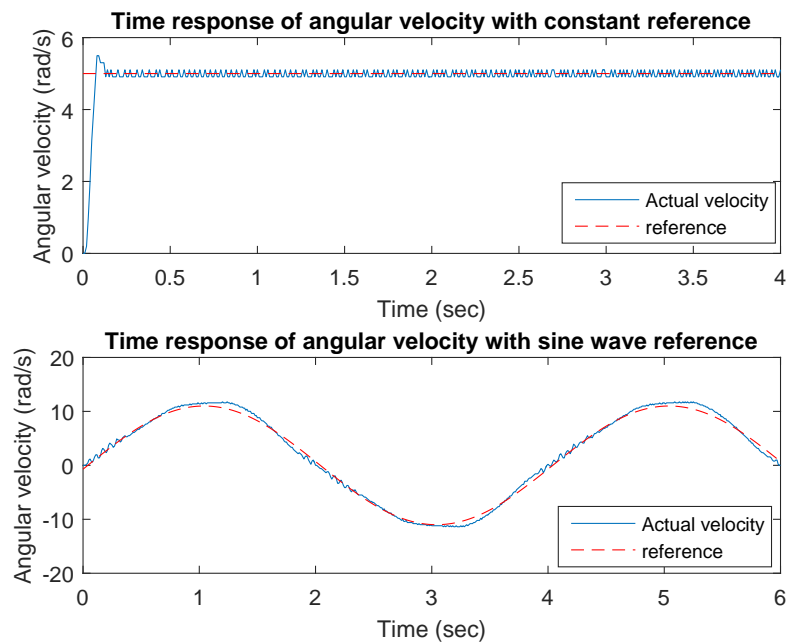 Time response of angular velocity with constant reference
Angular velocity (rad/s)
6
4
2
0
Actual velocity
reference
0 0.5 1 1.5 2 2.5 3 3.5 4
Time (sec)
Time response of angular velocity with sine wave reference
Angular velocity (rad/s)
20
10
0
-10
-20
Actual velocity
reference
0 1 2 3 4 5 6
Time (sec)